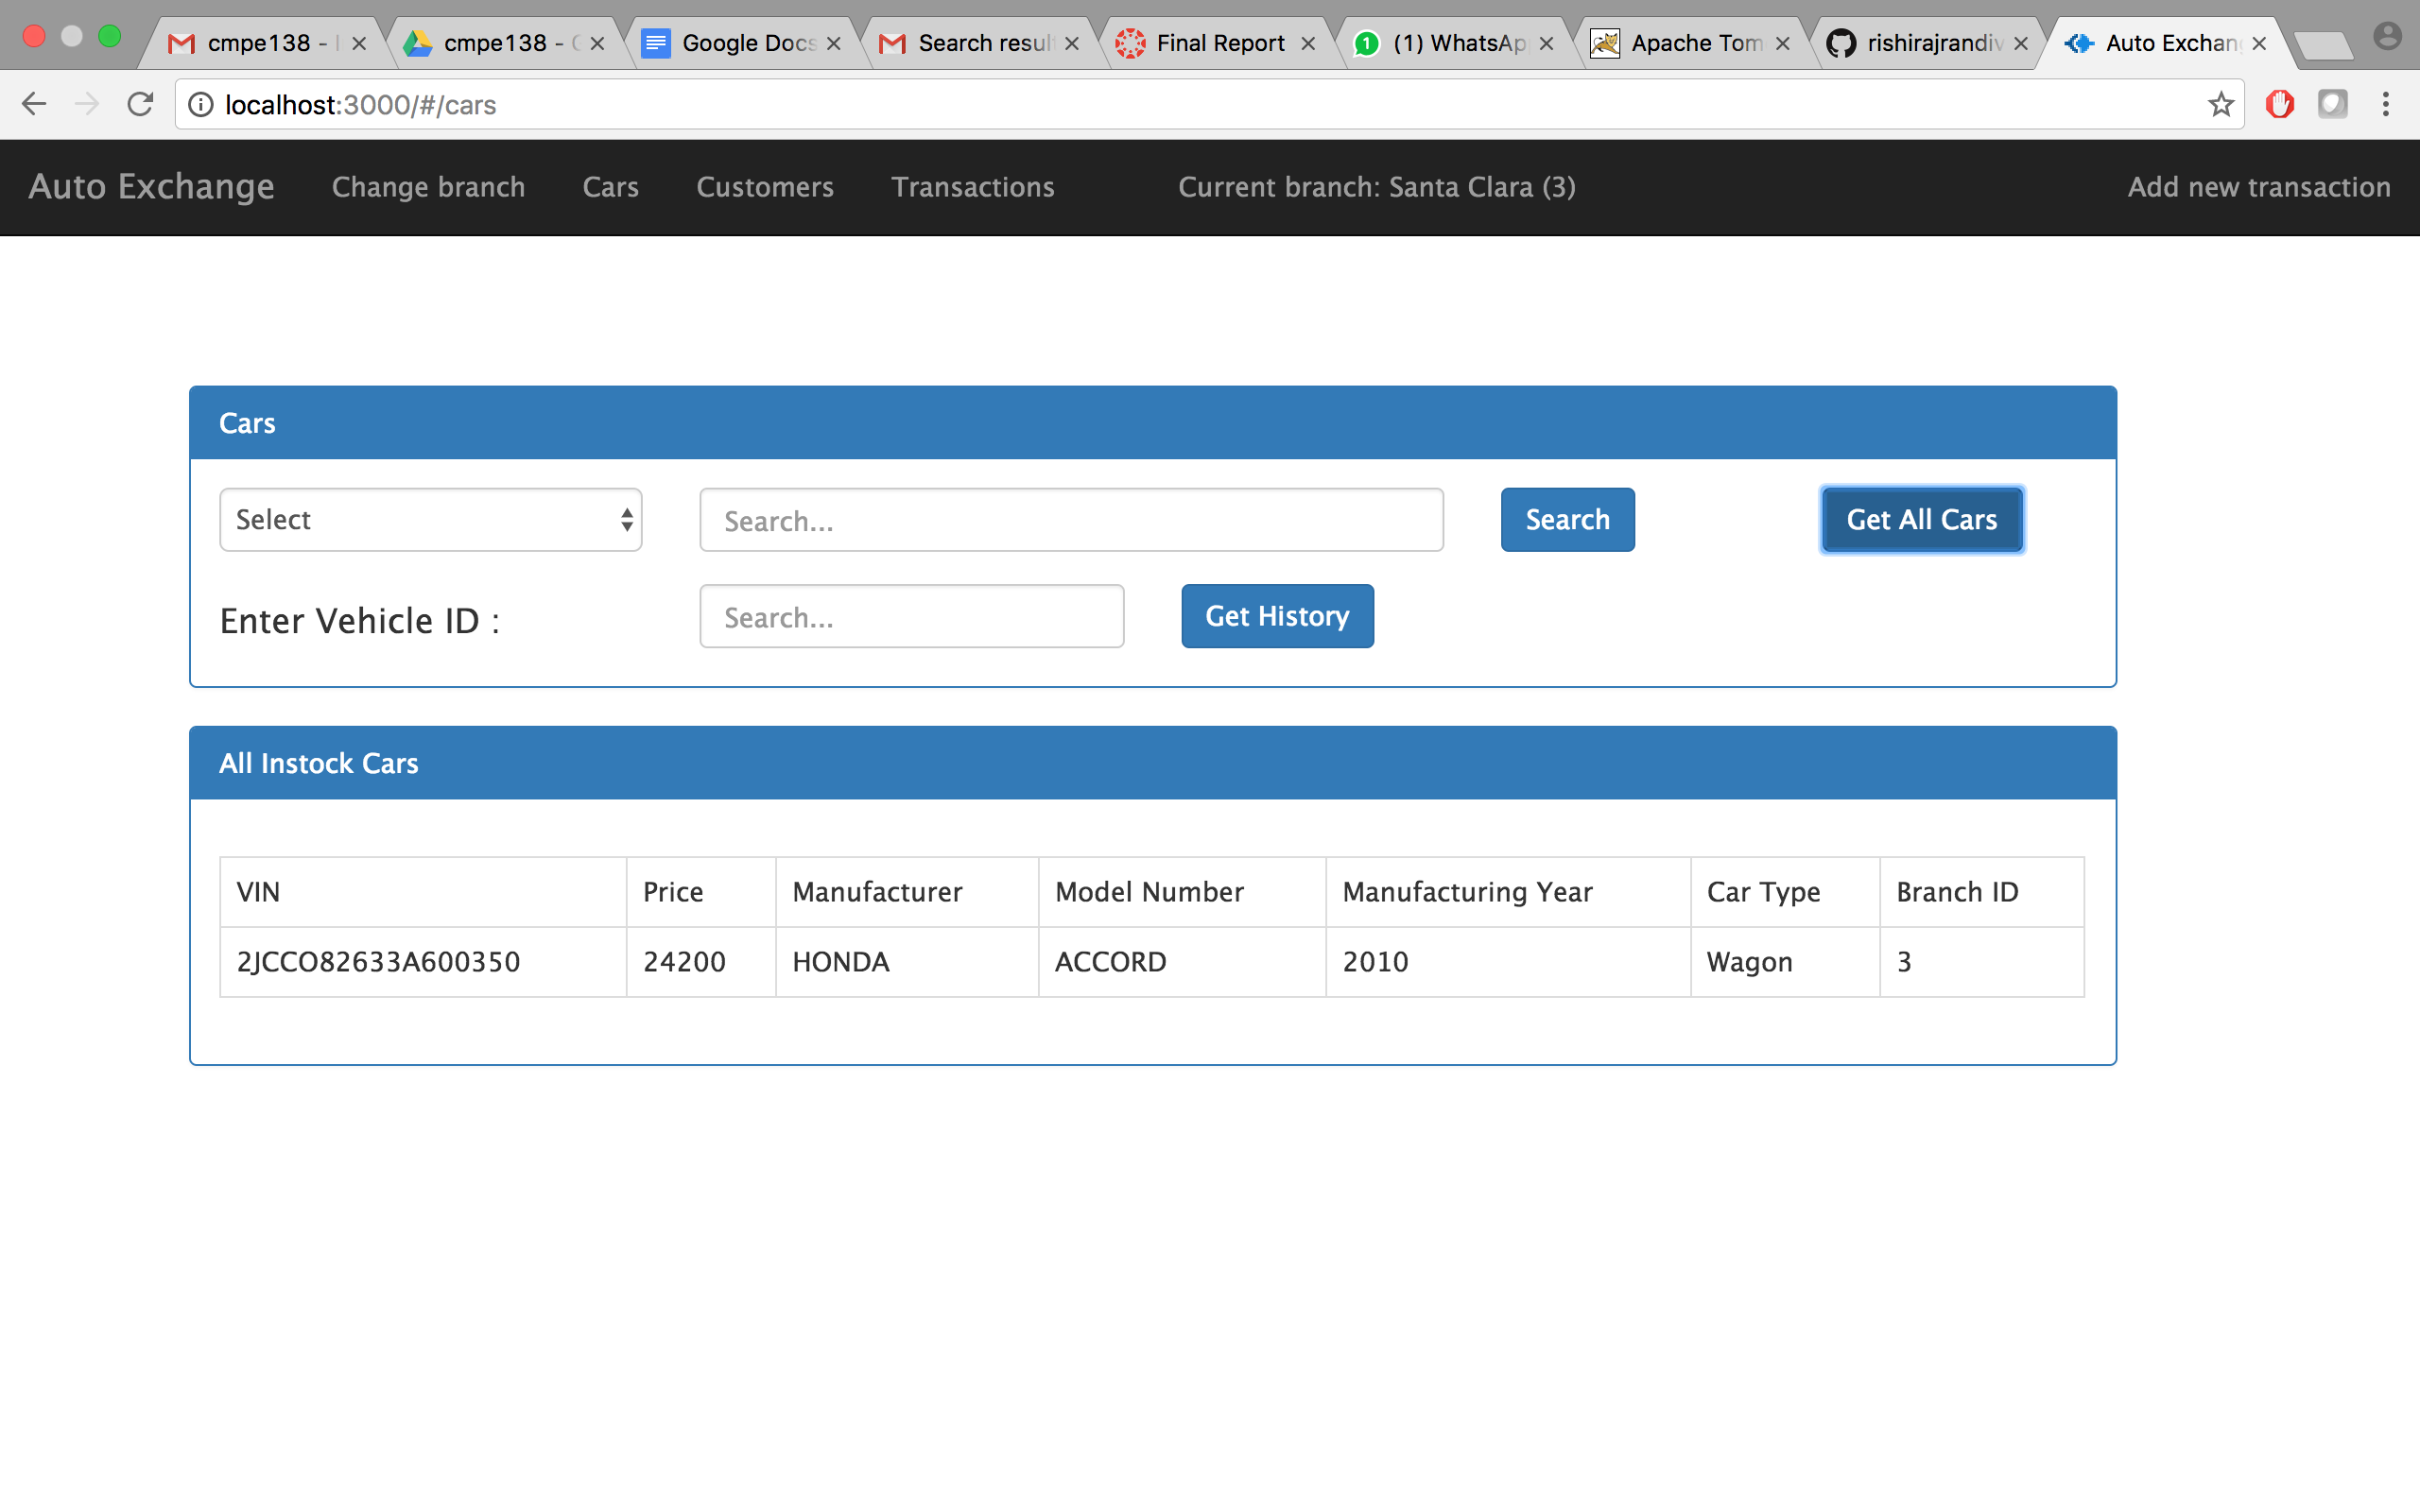 cmpe138 - cmpe138 - Google Docs Search resul Final Report (1) WhatsAp Apache Tom rishirajrandiv Auto Exchan
localhost:3000/#/cars
Auto Exchange Change branch Cars Customers Transactions Current branch: Santa Clara (3) Add new transaction
Cars
Select Search... Search Get All Cars
Enter Vehicle ID : Search... Get History
All Instock Cars
VIN Price Manufacturer Model Number Manufacturing Year Car Type Branch ID
2JCCO82633A600350 24200 HONDA ACCORD 2010 Wagon 3